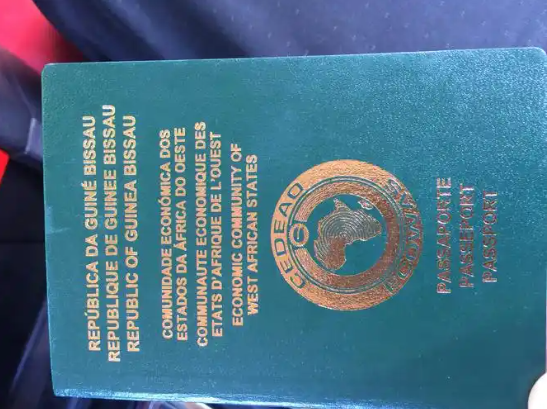 REPÚBLICA DA GUINÉ BISSAU
REPUBLIQUE DE GUINEE BISSAU
REPUBLIC OF GUINEA BISSAU
COMUNIDADE ECONÓMICA DOS
ESTADOS DA ÁFRICA DO OESTE
COMMUNAUTE ECONOMIQUE DES
ETATS D'AFRIQUE DE L'OUEST
ECONOMIC COMMUNITY OF
WEST AFRICAN STATES
CEDEAO
ECOWAS
PASSAPORTE
PASSEPORT
PASSPORT